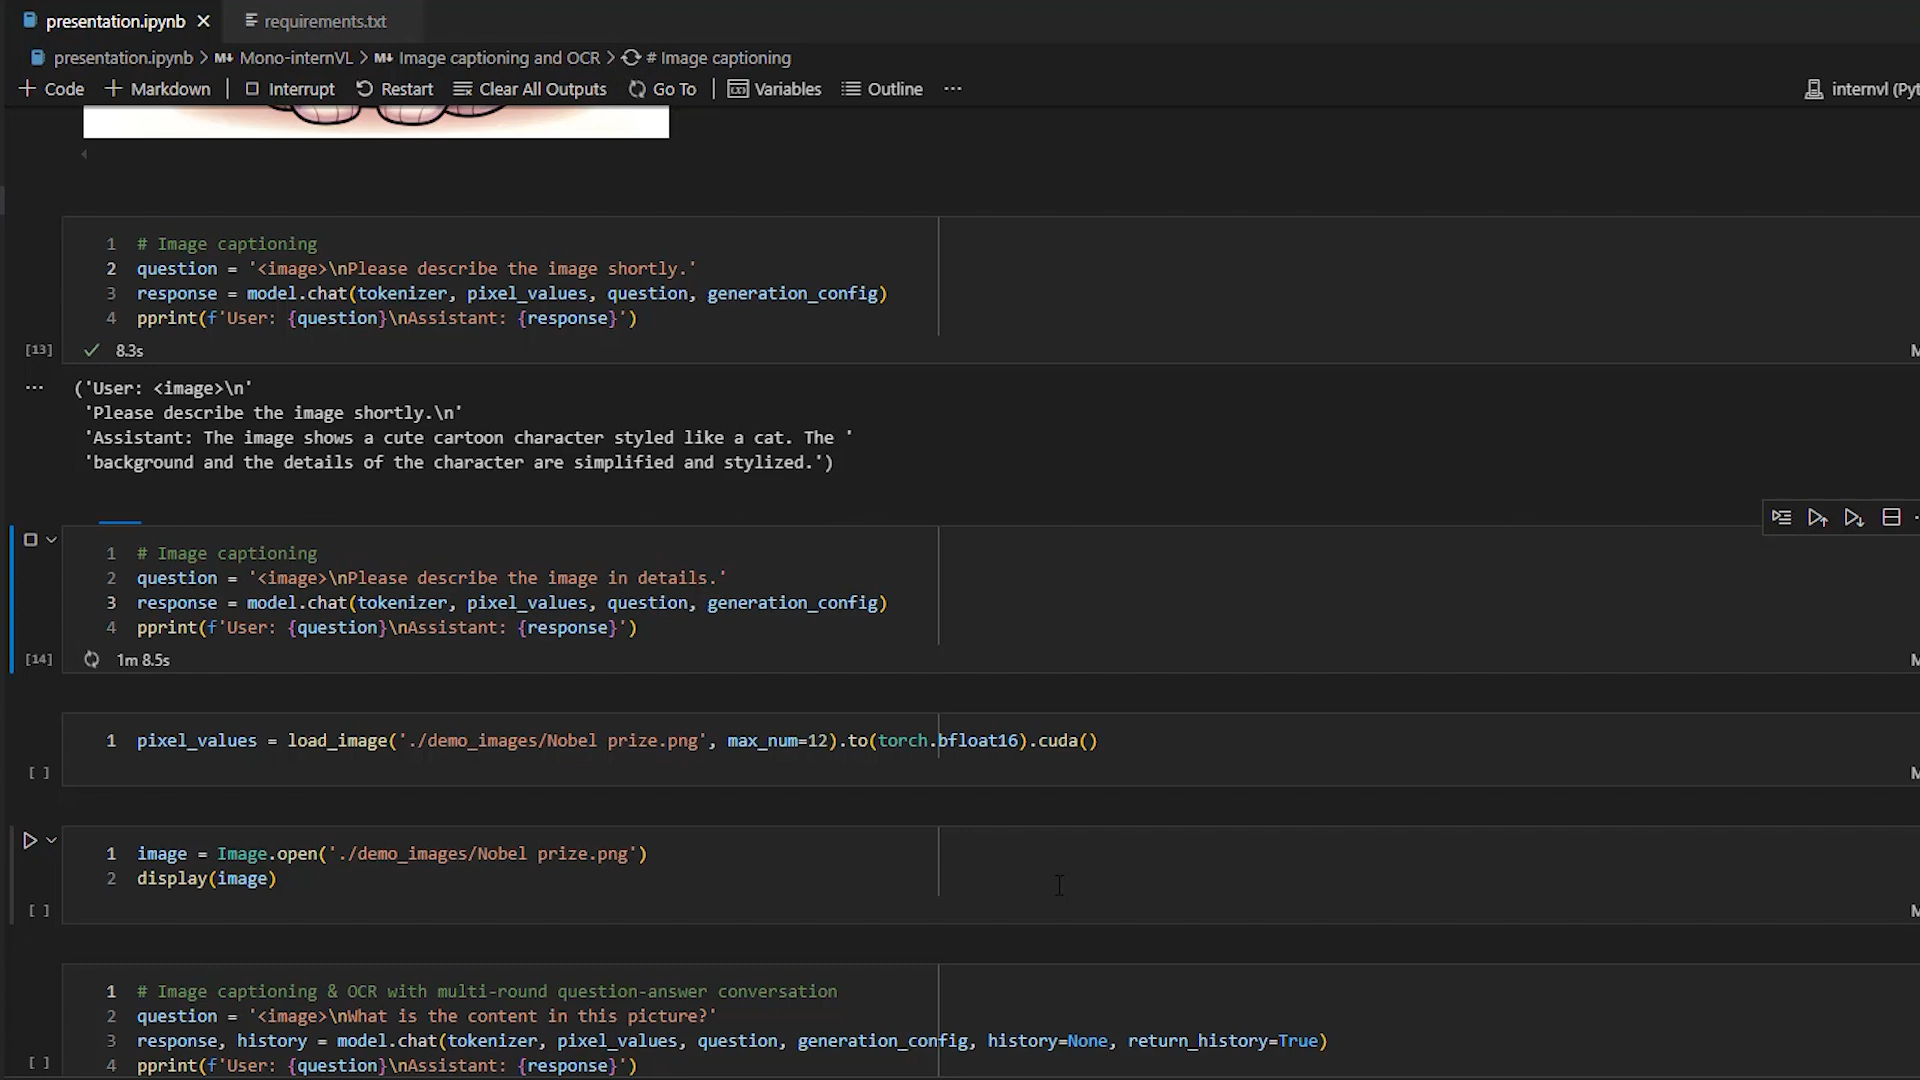 presentation.ipynb
requirements.txt
presentation.ipynb > Mono-internVL > Image captioning and OCR > # Image captioning
+ Code + Markdown | Interrupt Restart Clear All Outputs Go To | Variables Outline ... internvl (Pyt
1 # Image captioning
2 question = '<image>\nPlease describe the image shortly.'
3 response = model.chat(tokenizer, pixel_values, question, generation_config)
4 pprint(f'User: {question}\nAssistant: {response}')
[13] 8.3s
... ('User: <image>\n'
'Please describe the image shortly.\n'
'Assistant: The image shows a cute cartoon character styled like a cat. The '
'background and the details of the character are simplified and stylized.')
1 # Image captioning
2 question = '<image>\nPlease describe the image in details.'
3 response = model.chat(tokenizer, pixel_values, question, generation_config)
4 pprint(f'User: {question}\nAssistant: {response}')
[14] 1m 8.5s
1 pixel_values = load_image('./demo_images/Nobel prize.png', max_num=12).to(torch.bfloat16).cuda()
[ ]
1 image = Image.open('./demo_images/Nobel prize.png')
2 display(image)
[ ]
1 # Image captioning & OCR with multi-round question-answer conversation
2 question = '<image>\nWhat is the content in this picture?'
3 response, history = model.chat(tokenizer, pixel_values, question, generation_config, history=None, return_history=True)
4 pprint(f'User: {question}\nAssistant: {response}')
[ ]